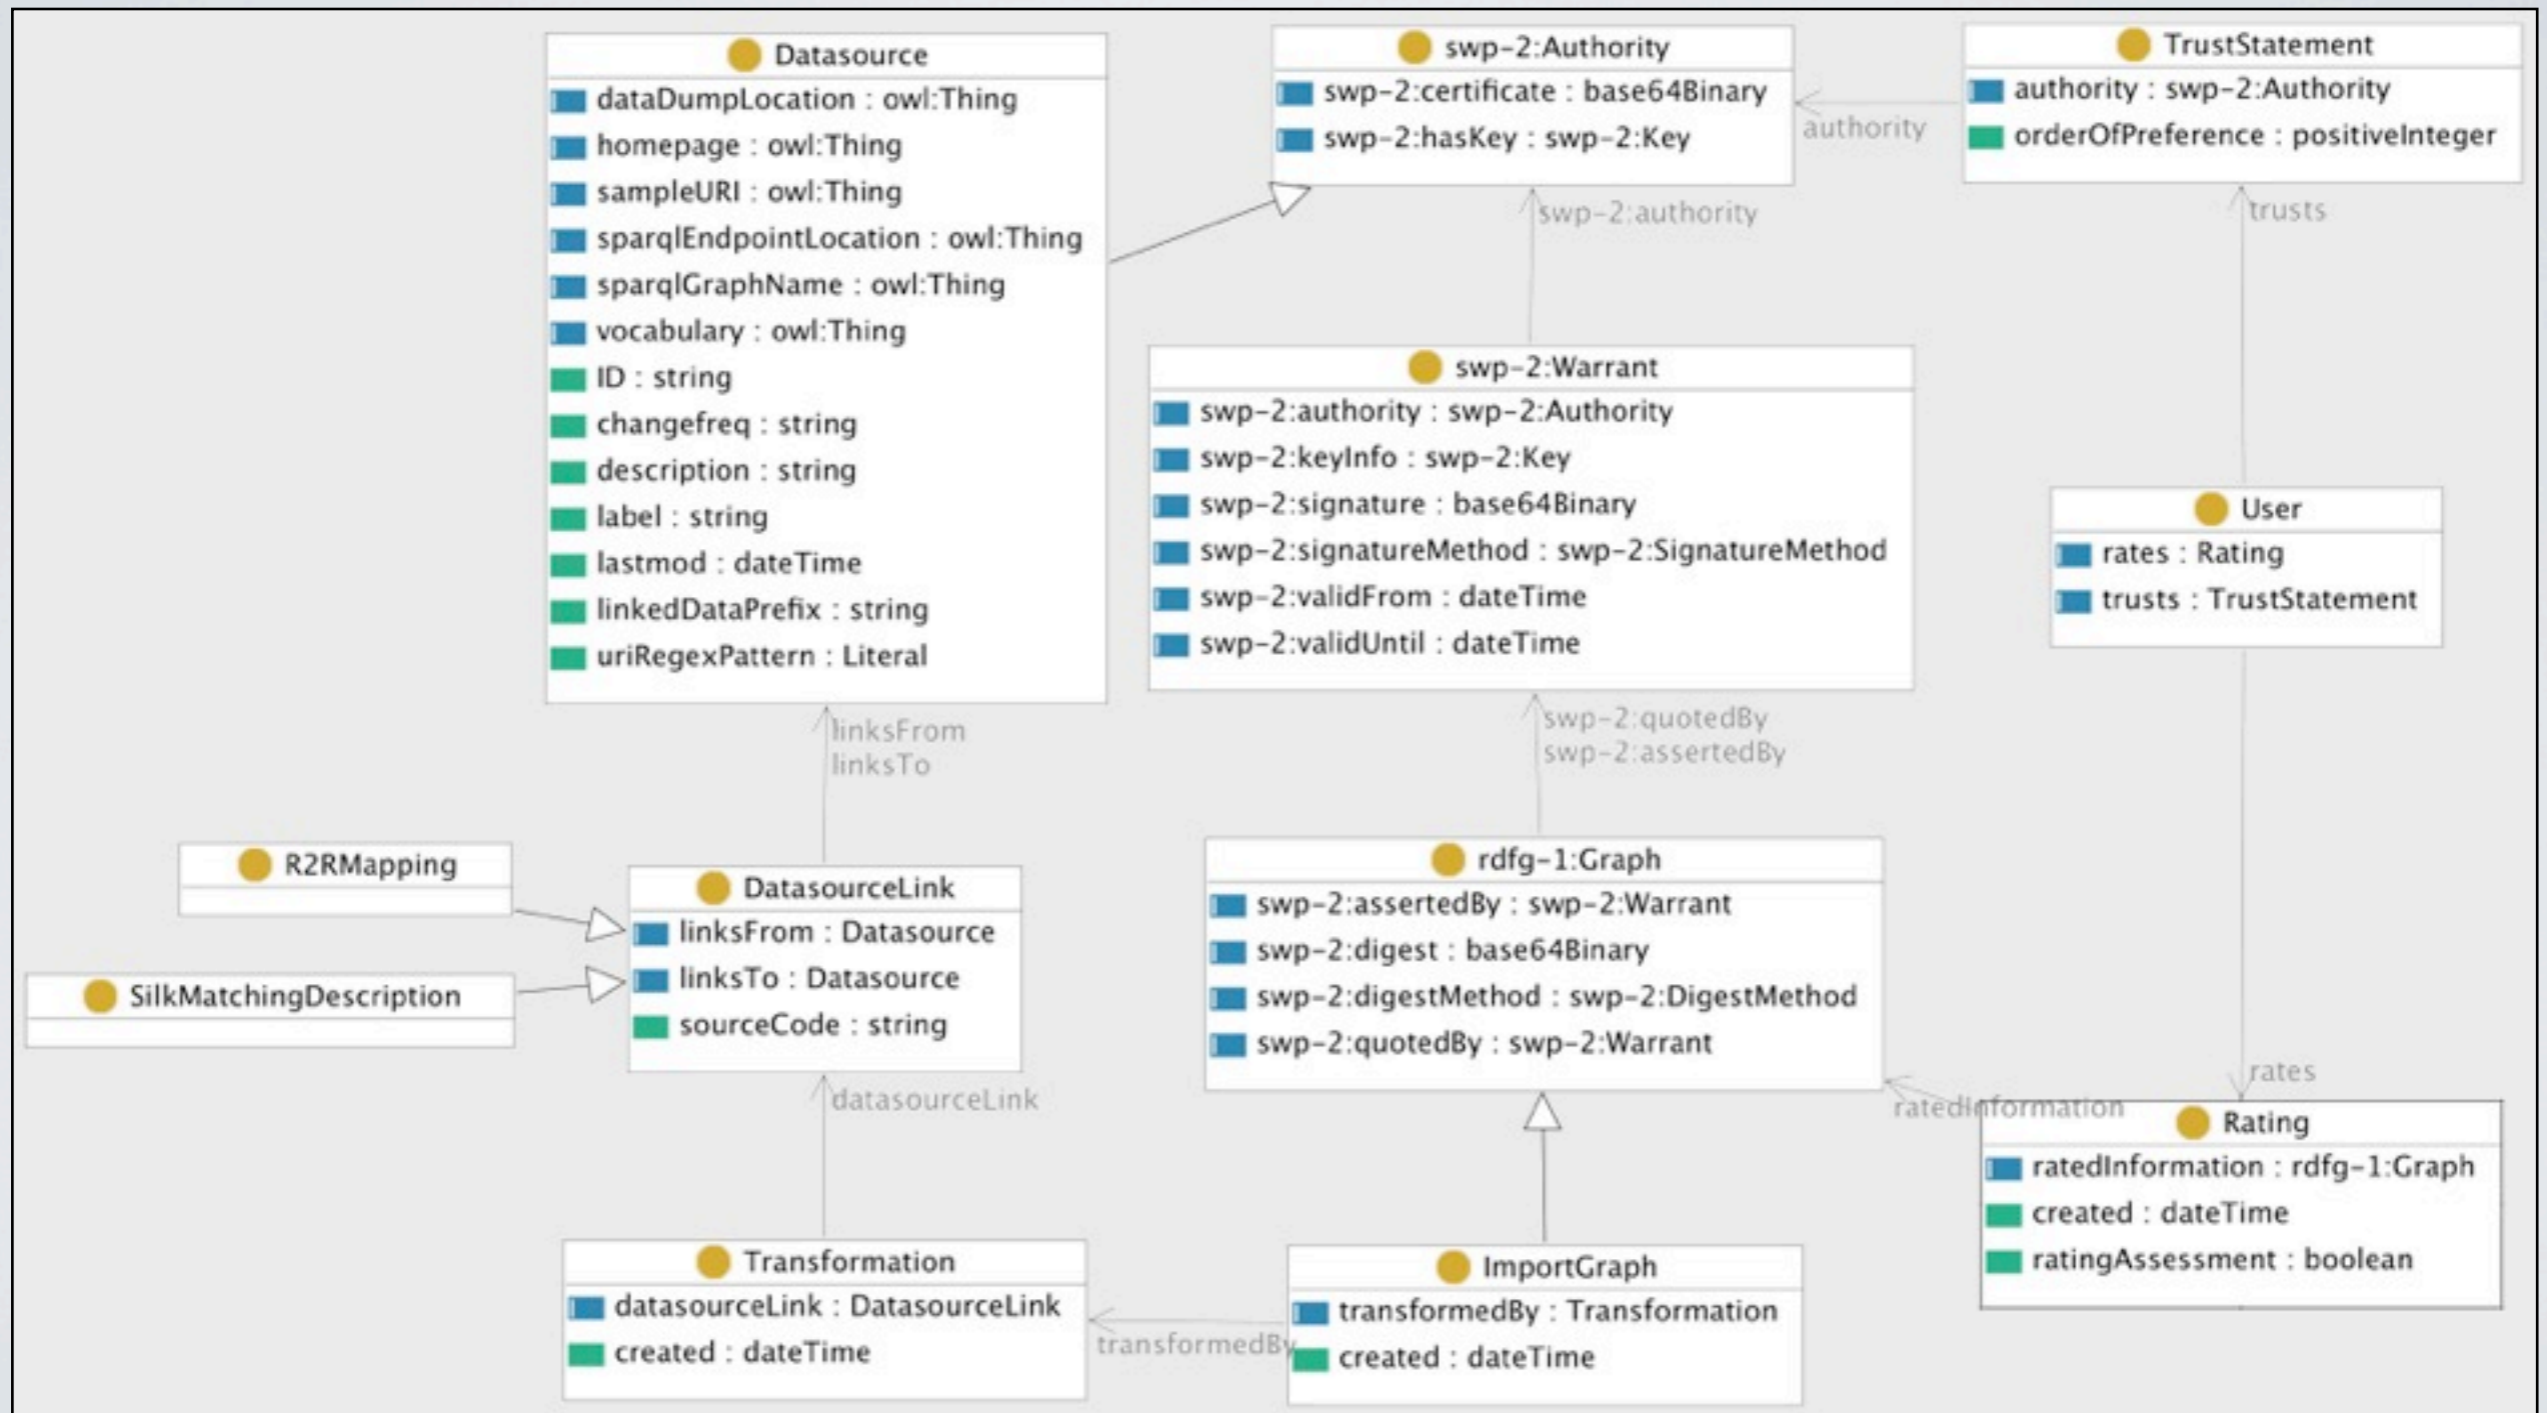 Datasource
dataDumpLocation : owl:Thing
homepage : owl:Thing
sampleURI : owl:Thing
sparqlEndpointLocation : owl:Thing
sparqlGraphName : owl:Thing
vocabulary : owl:Thing
ID : string
changefreq : string
description : string
label : string
lastmod : dateTime
linkedDataPrefix : string
uriRegexPattern : Literal
swp-2:Authority
swp-2:certificate : base64Binary
swp-2:hasKey : swp-2:Key
authority
TrustStatement
authority : swp-2:Authority
orderOfPreference : positiveInteger
swp-2:authority
trusts
swp-2:Warrant
swp-2:authority : swp-2:Authority
swp-2:keyInfo : swp-2:Key
swp-2:signature : base64Binary
swp-2:signatureMethod : swp-2:SignatureMethod
swp-2:validFrom : dateTime
swp-2:validUntil : dateTime
User
rates : Rating
trusts : TrustStatement
linksFrom
linksTo
swp-2:quotedBy
swp-2:assertedBy
R2RMapping
SilkMatchingDescription
DatasourceLink
linksFrom : Datasource
linksTo : Datasource
sourceCode : string
rdfg-1:Graph
swp-2:assertedBy : swp-2:Warrant
swp-2:digest : base64Binary
swp-2:digestMethod : swp-2:DigestMethod
swp-2:quotedBy : swp-2:Warrant
datasourceLink
rates
ratedInformation
Rating
ratedInformation : rdfg-1:Graph
created : dateTime
ratingAssessment : boolean
Transformation
datasourceLink : DatasourceLink
created : dateTime
transformedBy
ImportGraph
transformedBy : Transformation
created : dateTime